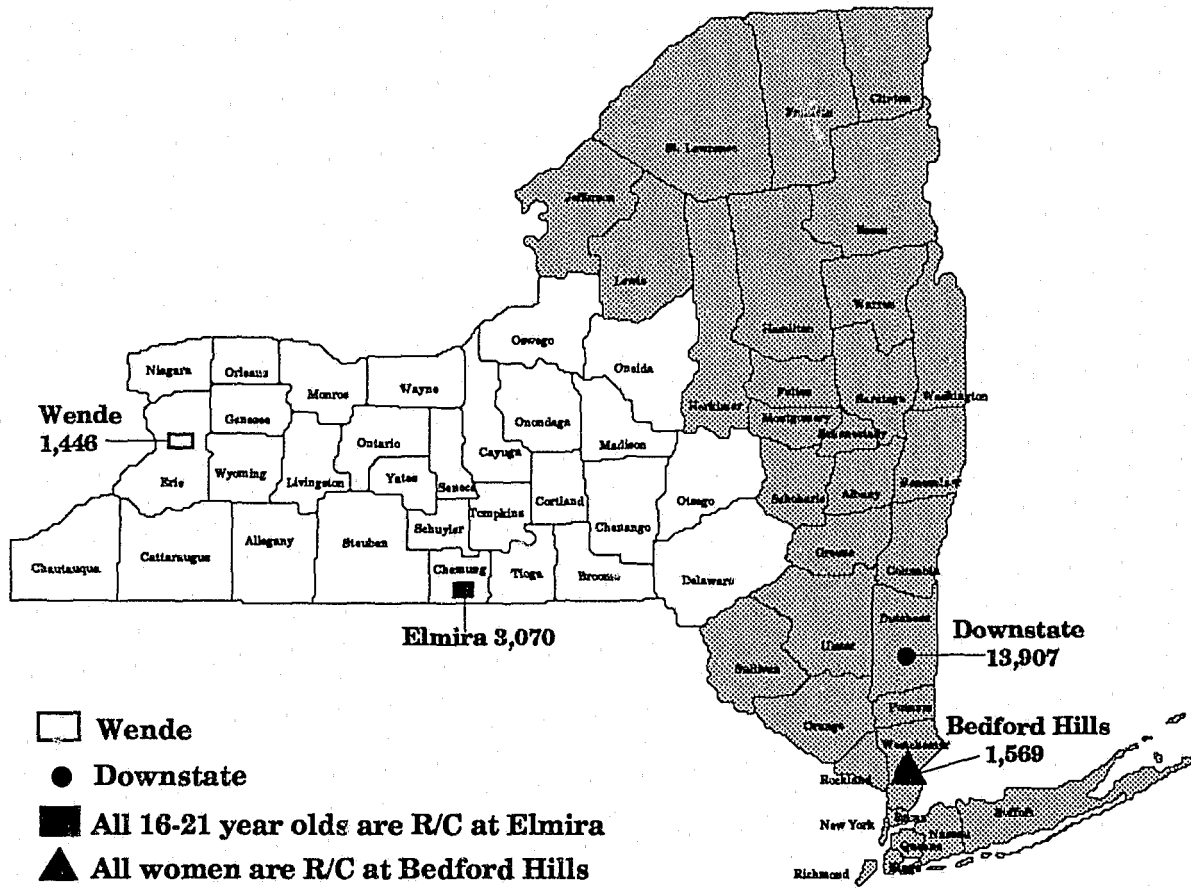 Clinton
Franklin
St. Lawrence
Jefferson
Essex
Lewis
Warren
Hamilton
Oswego
Oneida
Niagara
Orleans
Monroe
Wayne
Fulton
Saratoga
Washington
Herkimer
Wende
1,446
Genesee
Onondaga
Montgomery
Schenectady
Ontario
Madison
Cayuga
Erie
Wyoming
Livingston
Yates
Seneca
Cortland
Otsego
Schoharie
Albany
Rensselaer
Tompkins
Schuyler
Chenango
Allegany
Steuben
Greene
Chautauqua
Cattaraugus
Chemung
Tioga
Broome
Delaware
Columbia
Elmira 3,070
Dutchess
Downstate
13,907
Ulster
Sullivan
Putnam
Orange
Bedford Hills
1,569
Westchester
Rockland
Wende
Downstate
All 16-21 year olds are R/C at Elmira
All women are R/C at Bedford Hills
New York
Bronx
Nassau
Suffolk
Queens
Kings
Richmond